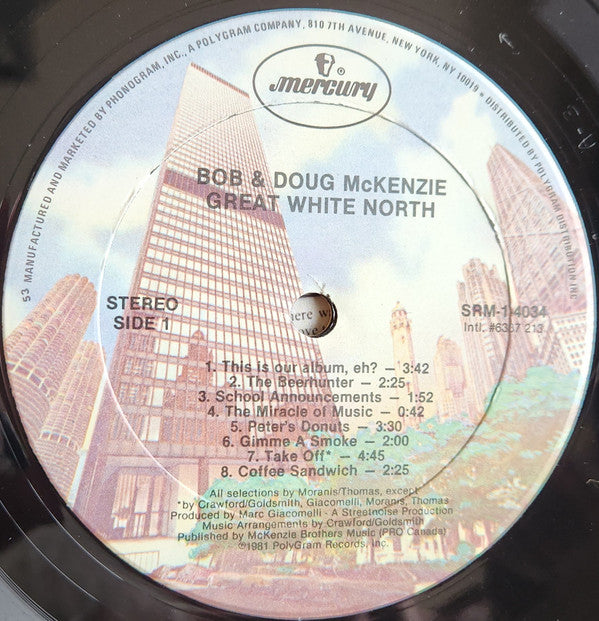 53 MANUFACTURED AND MARKETED BY PHONOGRAM, INC., A POLYGRAM COMPANY, 810 7TH AVENUE, NEW YORK, NY 10019 • DISTRIBUTED BY POLYGRAM DISTRIBUTION INC
mercury ®
BOB & DOUG McKENZIE
GREAT WHITE NORTH
STEREO
SIDE 1
SRM-1-4034
Intl. #6337 213
1. This is our album, eh? – 3:42
2. The Beerhunter – 2:25
3. School Announcements – 1:52
4. The Miracle of Music – 0:42
5. Peter's Donuts – 3:30
6. Gimme A Smoke – 2:00
7. Take Off* – 4:45
8. Coffee Sandwich – 2:25
All selections by Moranis/Thomas, except
*by Crawford/Goldsmith, Giacomelli, Moranis, Thomas
Produced by Marc Giacomelli - A Streetnoise Production
Music Arrangements by Crawford/Goldsmith
Published by McKenzie Brothers Music (PRO Canada)
℗1981 PolyGram Records, Inc.